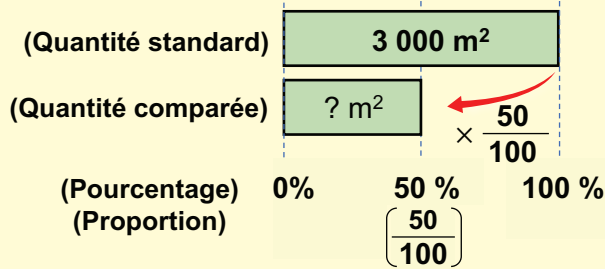 (Quantité standard) 3 000 m²
(Quantité comparée) ? m²
× 50/100
(Pourcentage) 0% 50 % 100 %
(Proportion) (50/100)